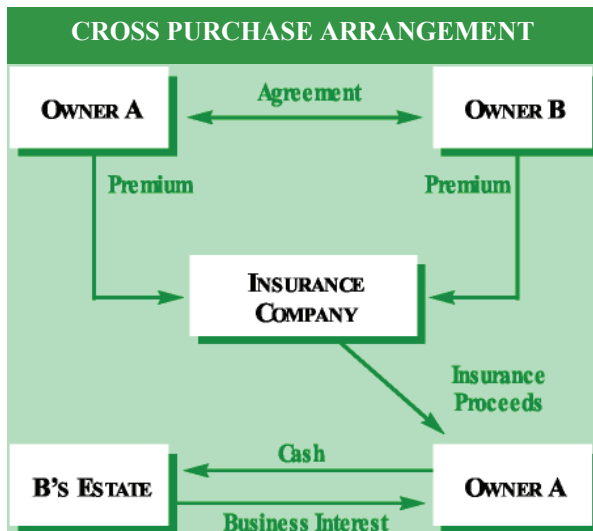 CROSS PURCHASE ARRANGEMENT
OWNER A
Agreement
OWNER B
Premium
Premium
INSURANCE
COMPANY
Insurance
Proceeds
Cash
B'S ESTATE
OWNER A
Business Interest